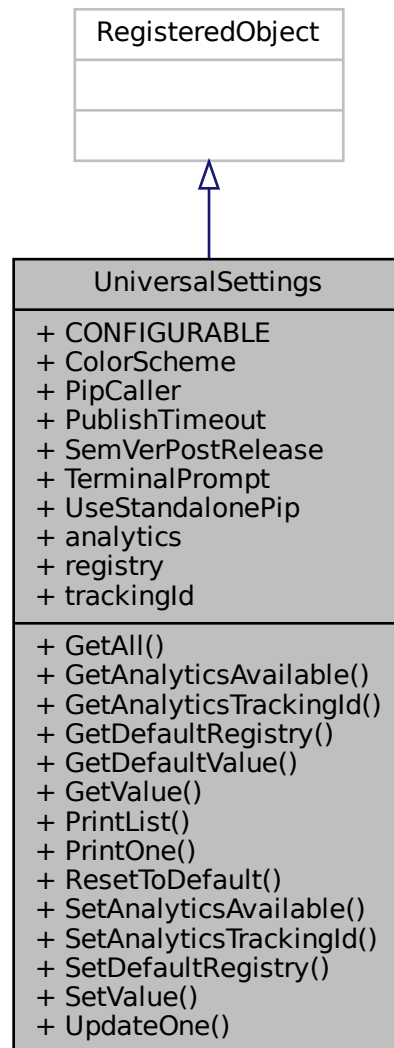 RegisteredObject
UniversalSettings
+ CONFIGURABLE
+ ColorScheme
+ PipCaller
+ PublishTimeout
+ SemVerPostRelease
+ TerminalPrompt
+ UseStandalonePip
+ analytics
+ registry
+ trackingId
+ GetAll()
+ GetAnalyticsAvailable()
+ GetAnalyticsTrackingId()
+ GetDefaultRegistry()
+ GetDefaultValue()
+ GetValue()
+ PrintList()
+ PrintOne()
+ ResetToDefault()
+ SetAnalyticsAvailable()
+ SetAnalyticsTrackingId()
+ SetDefaultRegistry()
+ SetValue()
+ UpdateOne()